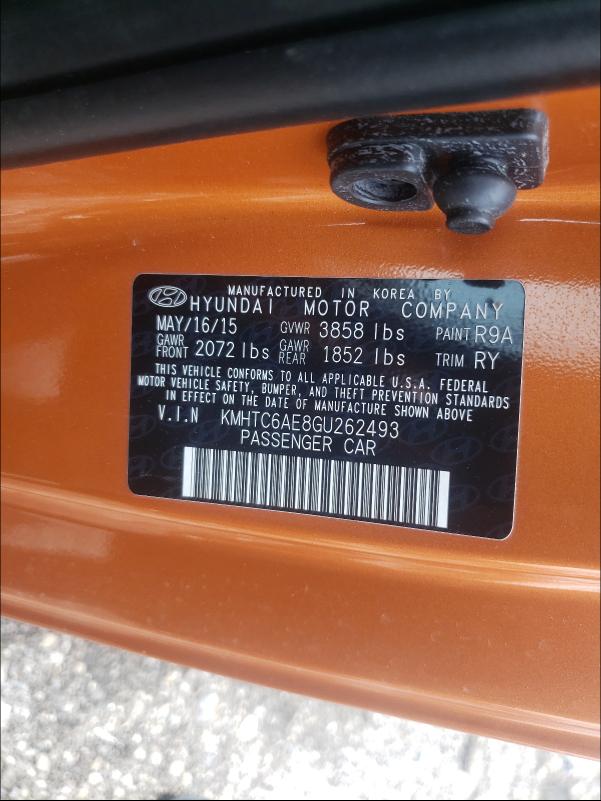 MANUFACTURED IN KOREA BY
HYUNDAI MOTOR COMPANY
MAY/16/15 GVWR 3858 lbs PAINT R9A
GAWR FRONT 2072 lbs GAWR REAR 1852 lbs TRIM RY
THIS VEHICLE CONFORMS TO ALL APPLICABLE U.S.A. FEDERAL
MOTOR VEHICLE SAFETY, BUMPER, AND THEFT PREVENTION STANDARDS
IN EFFECT ON THE DATE OF MANUFACTURE SHOWN ABOVE
V.I.N KMHTC6AE8GU262493
PASSENGER CAR